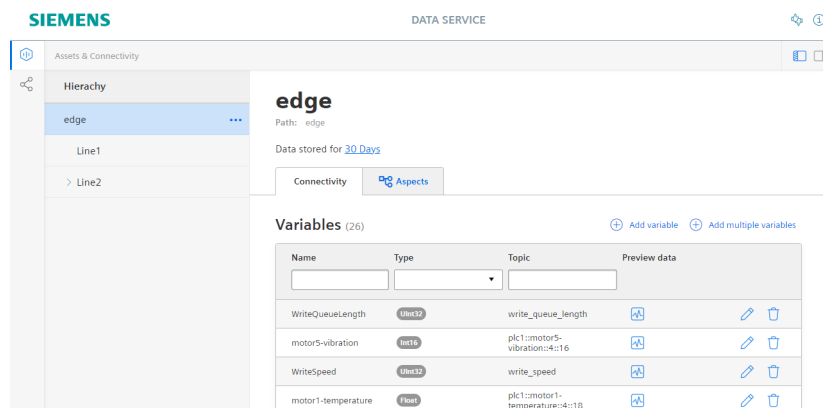 SIEMENS
DATA SERVICE
Assets & Connectivity
Hierachy
edge
Line1
Line2
edge
Path: edge
Data stored for 30 Days
Connectivity
Aspects
Variables (26)
Add variable
Add multiple variables
Name Type Topic Preview data
WriteQueueLength UInt32 write_queue_length
motor5-vibration Int16 plc1::motor5-
vibration::4::16
WriteSpeed UInt32 write_speed
motor1-temperature Float plc1::motor1-
temperature::4::18